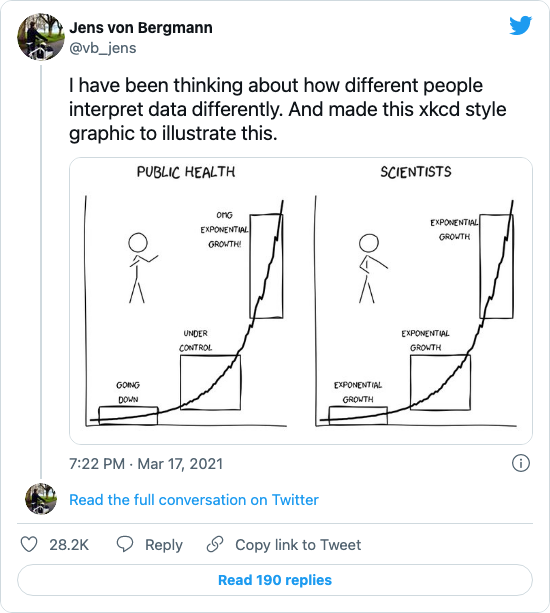 Jens von Bergmann
@vb_jens
I have been thinking about how different people
interpret data differently. And made this xkcd style
graphic to illustrate this.
PUBLIC HEALTH
OMG
EXPONENTIAL
GROWTH!
UNDER
CONTROL
GOING
DOWN
SCIENTISTS
EXPONENTIAL
GROWTH
EXPONENTIAL
GROWTH
EXPONENTIAL
GROWTH
7:22 PM · Mar 17, 2021
Read the full conversation on Twitter
28.2K Reply Copy link to Tweet
Read 190 replies